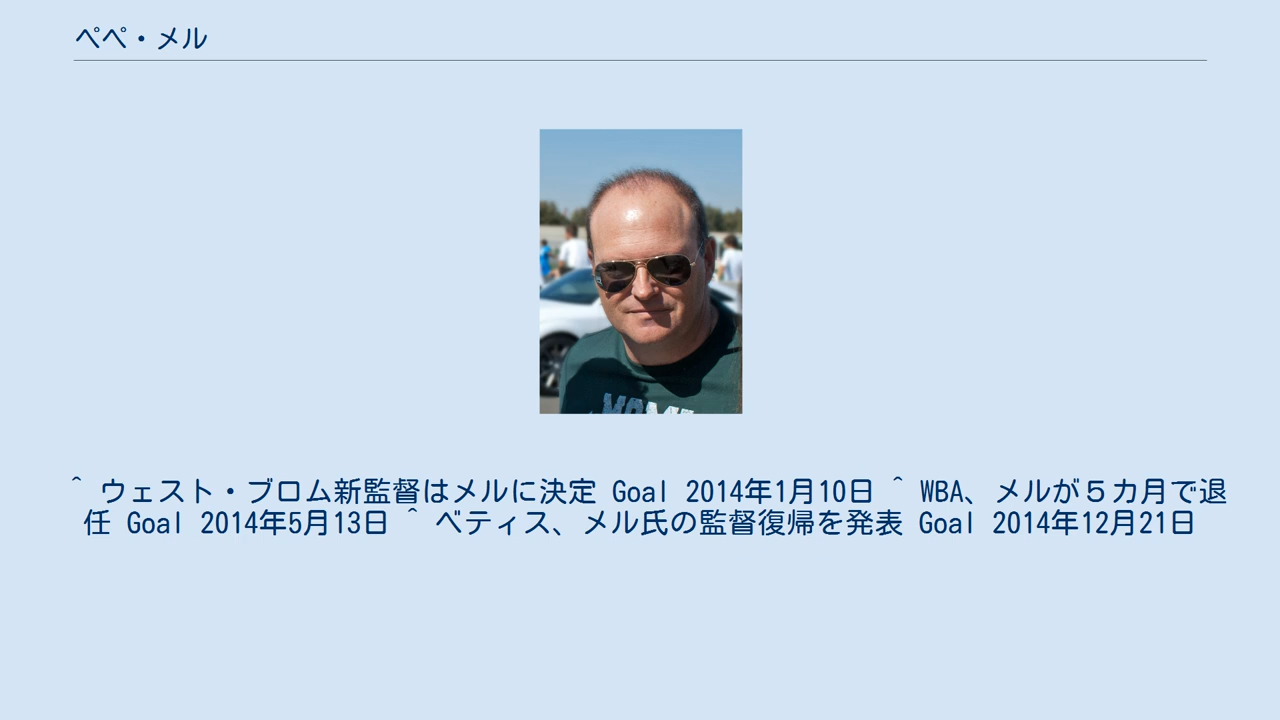 ペペ・メル
^ ウェスト・ブロム新監督はメルに決定 Goal 2014年1月10日 ^ WBA、メルが５カ月で退
任 Goal 2014年5月13日 ^ ベティス、メル氏の監督復帰を発表 Goal 2014年12月21日